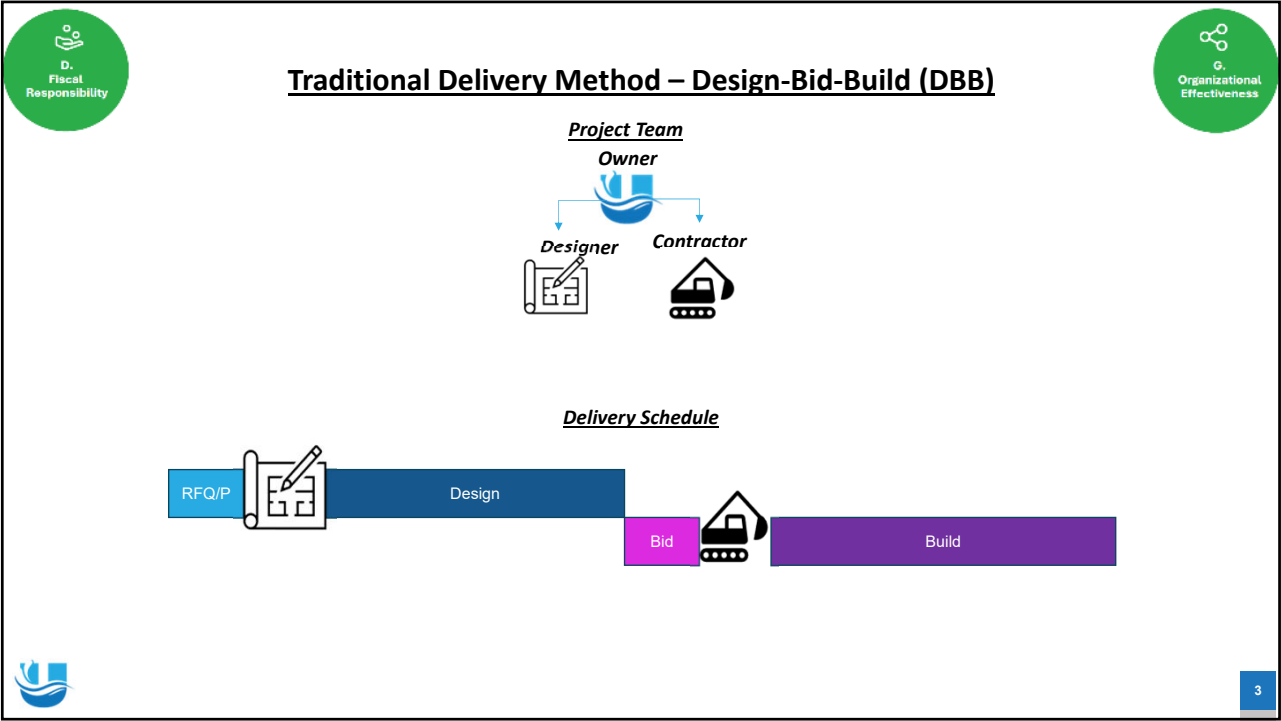 D.
Fiscal
Responsibility
G.
Organizational
Effectiveness
Traditional Delivery Method – Design-Bid-Build (DBB)
Project Team
Owner
Designer
Contractor
Delivery Schedule
RFQ/P
Design
Bid
Build
3